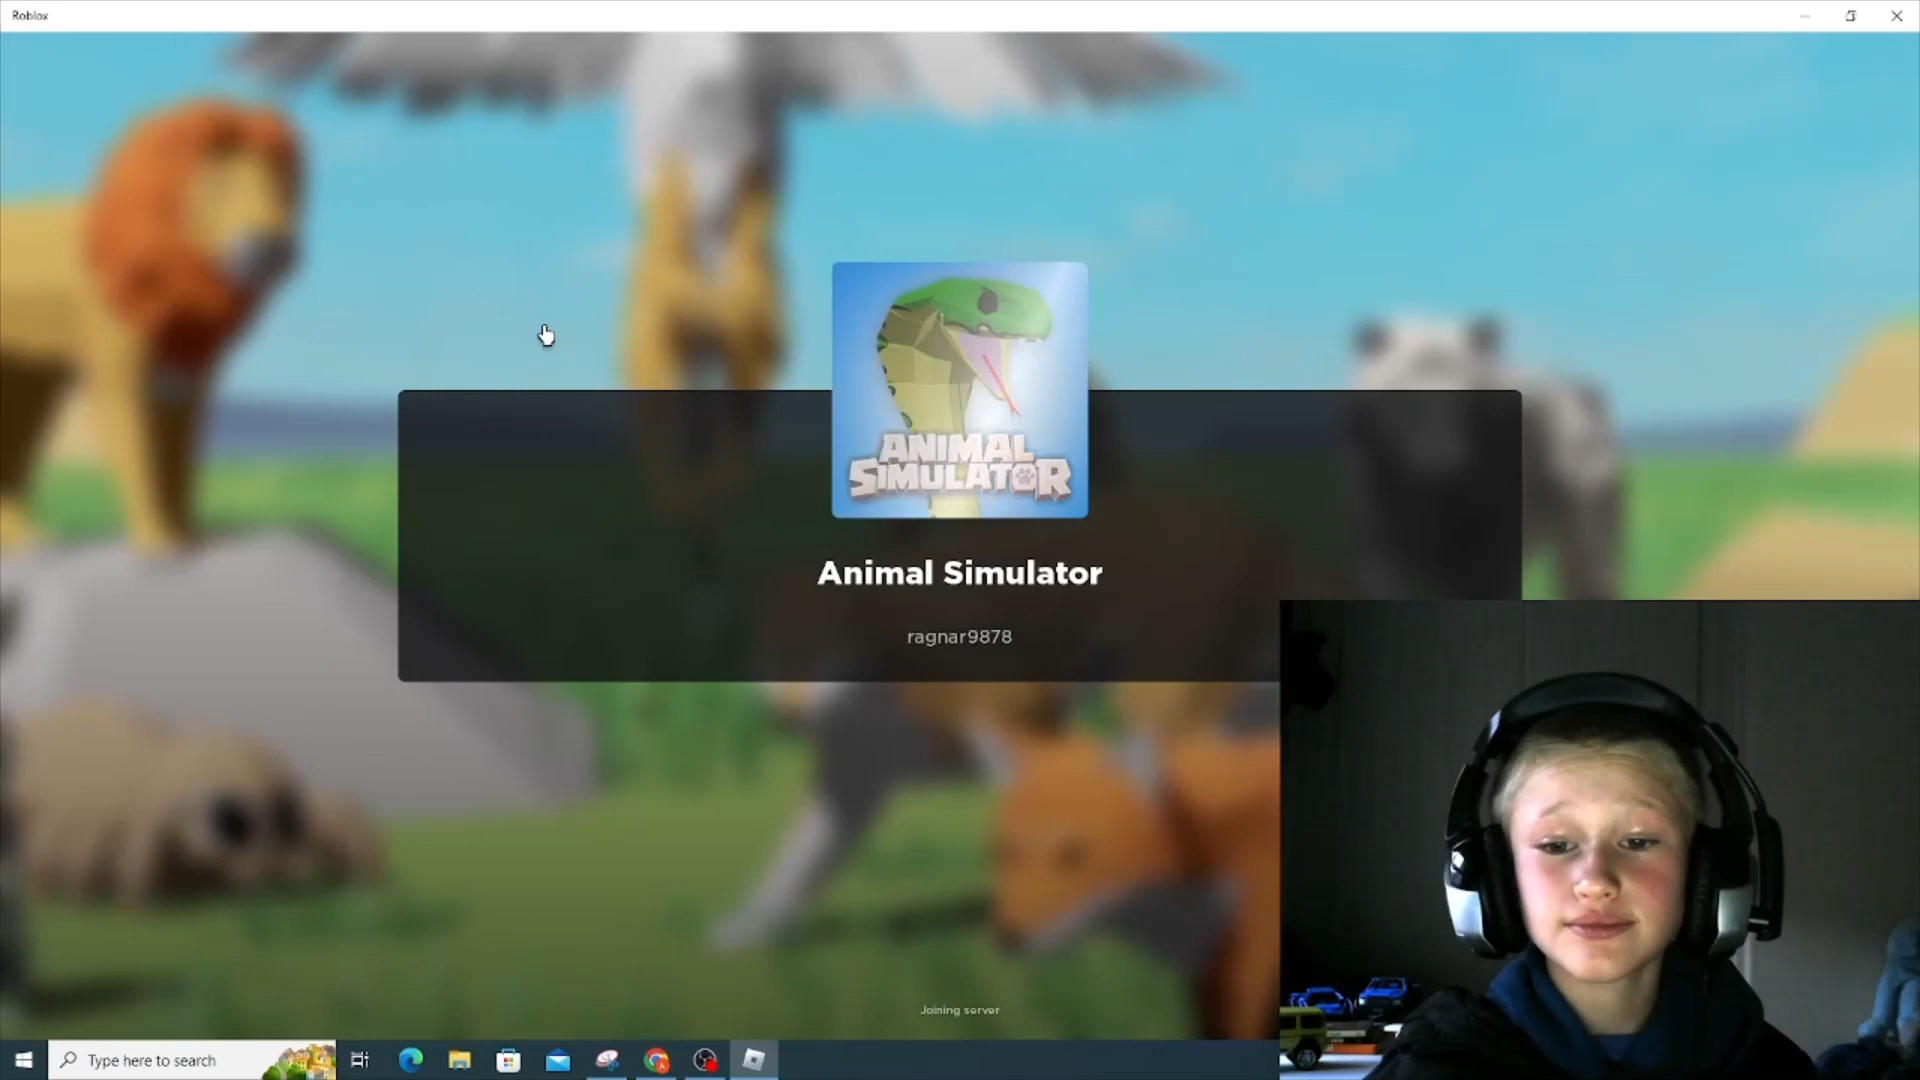 Roblox
ANIMAL
SIMULATOR
Animal Simulator
ragnar9878
Joining server
Type here to search